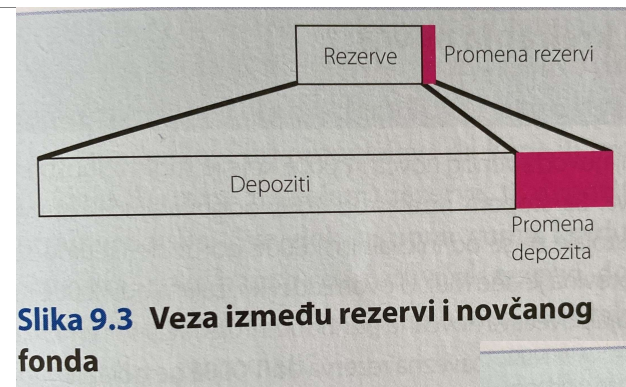 Rezerve
Promena rezervi
Depoziti
Promena
depozita
Slika 9.3 Veza između rezervi i novčanog
fonda